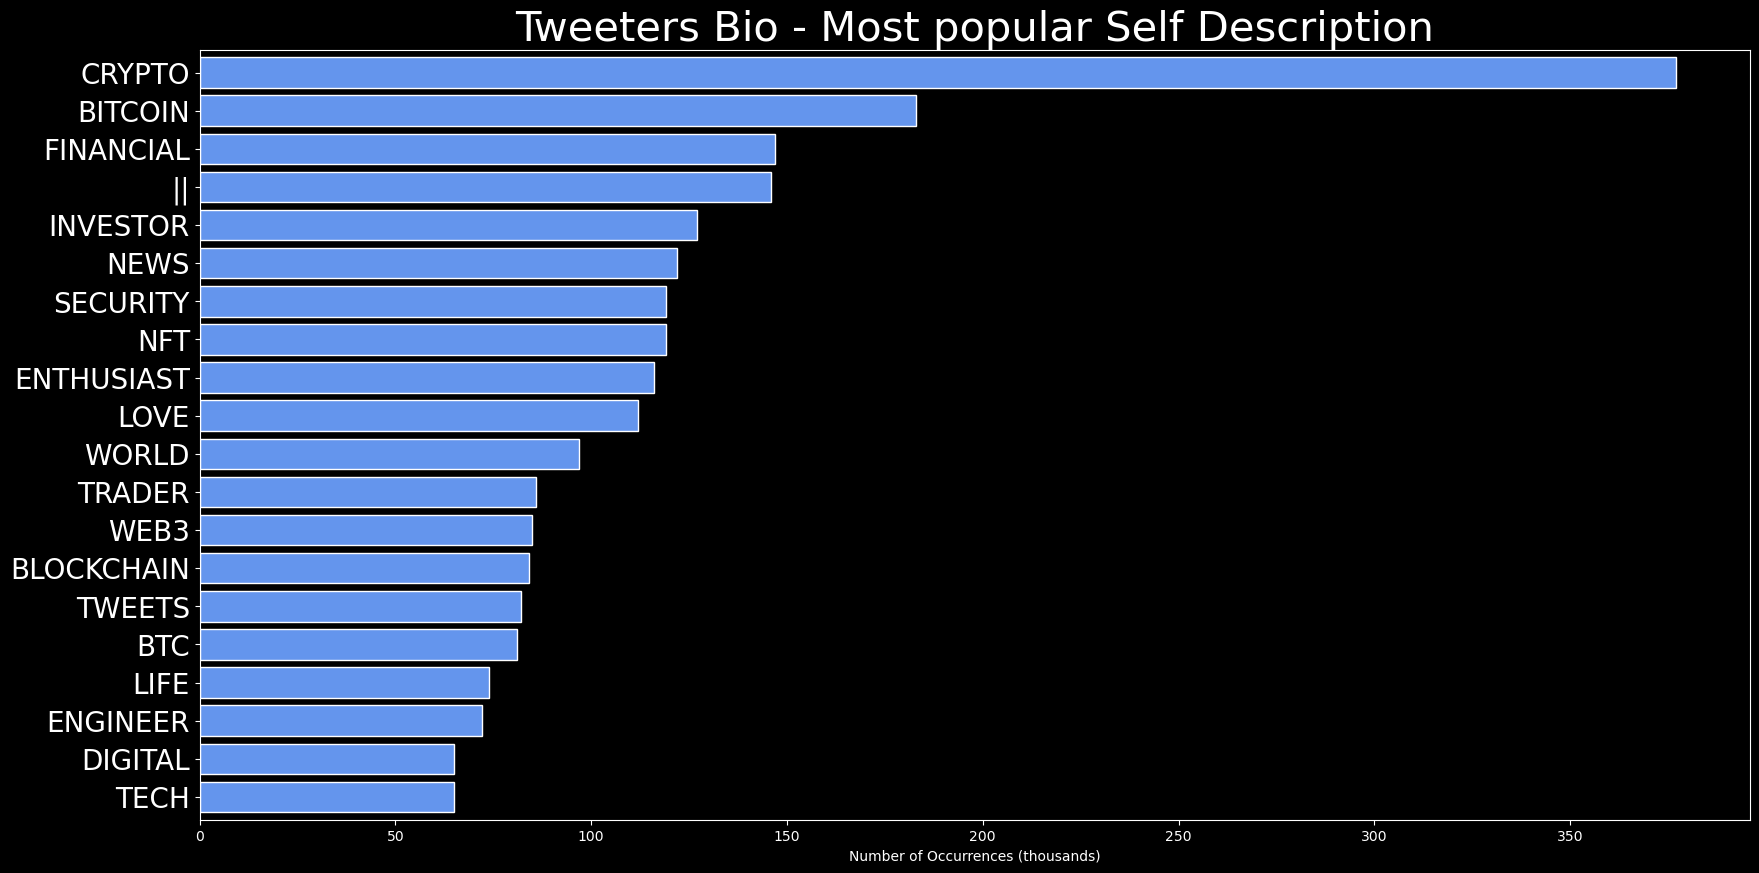 Tweeters Bio - Most popular Self Description
CRYPTO
BITCOIN
FINANCIAL
||
INVESTOR
NEWS
SECURITY
NFT
ENTHUSIAST
LOVE
WORLD
TRADER
WEB3
BLOCKCHAIN
TWEETS
BTC
LIFE
ENGINEER
DIGITAL
TECH
0 50 100 150 200 250 300 350
Number of Occurrences (thousands)